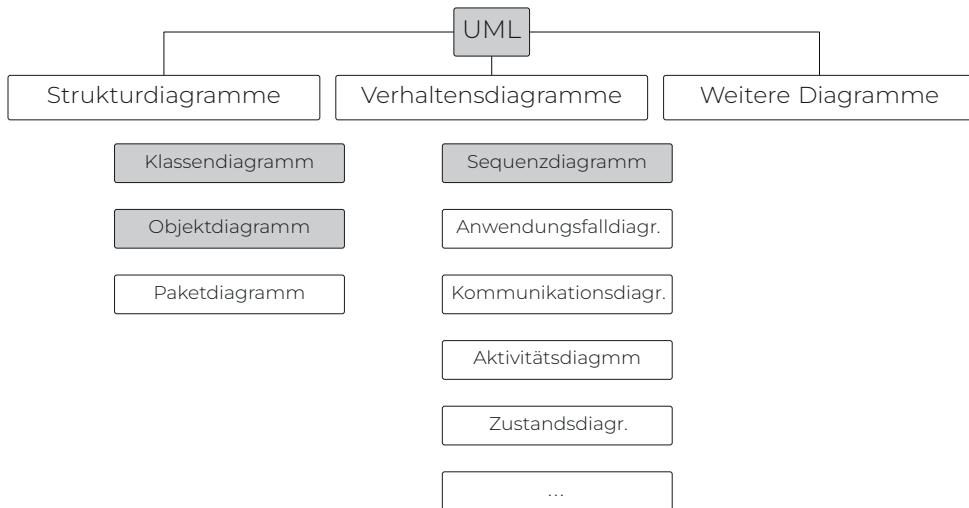 UML
Strukturdiagramme
Verhaltensdiagramme
Weitere Diagramme
Klassendiagramm
Sequenzdiagramm
Objektdiagramm
Anwendungsfalldiagr.
Paketdiagramm
Kommunikationsdiagr.
Aktivitätsdiagmm
Zustandsdiagr.
...